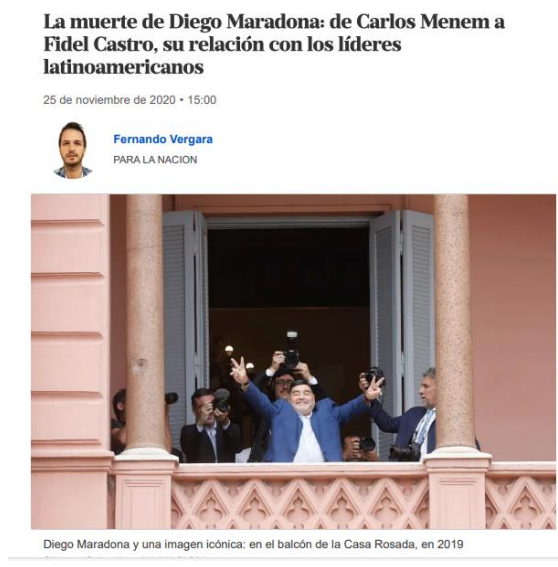 La muerte de Diego Maradona: de Carlos Menem a
Fidel Castro, su relación con los líderes
latinoamericanos
25 de noviembre de 2020 • 15:00
Fernando Vergara
PARA LA NACION
Diego Maradona y una imagen icónica: en el balcón de la Casa Rosada, en 2019